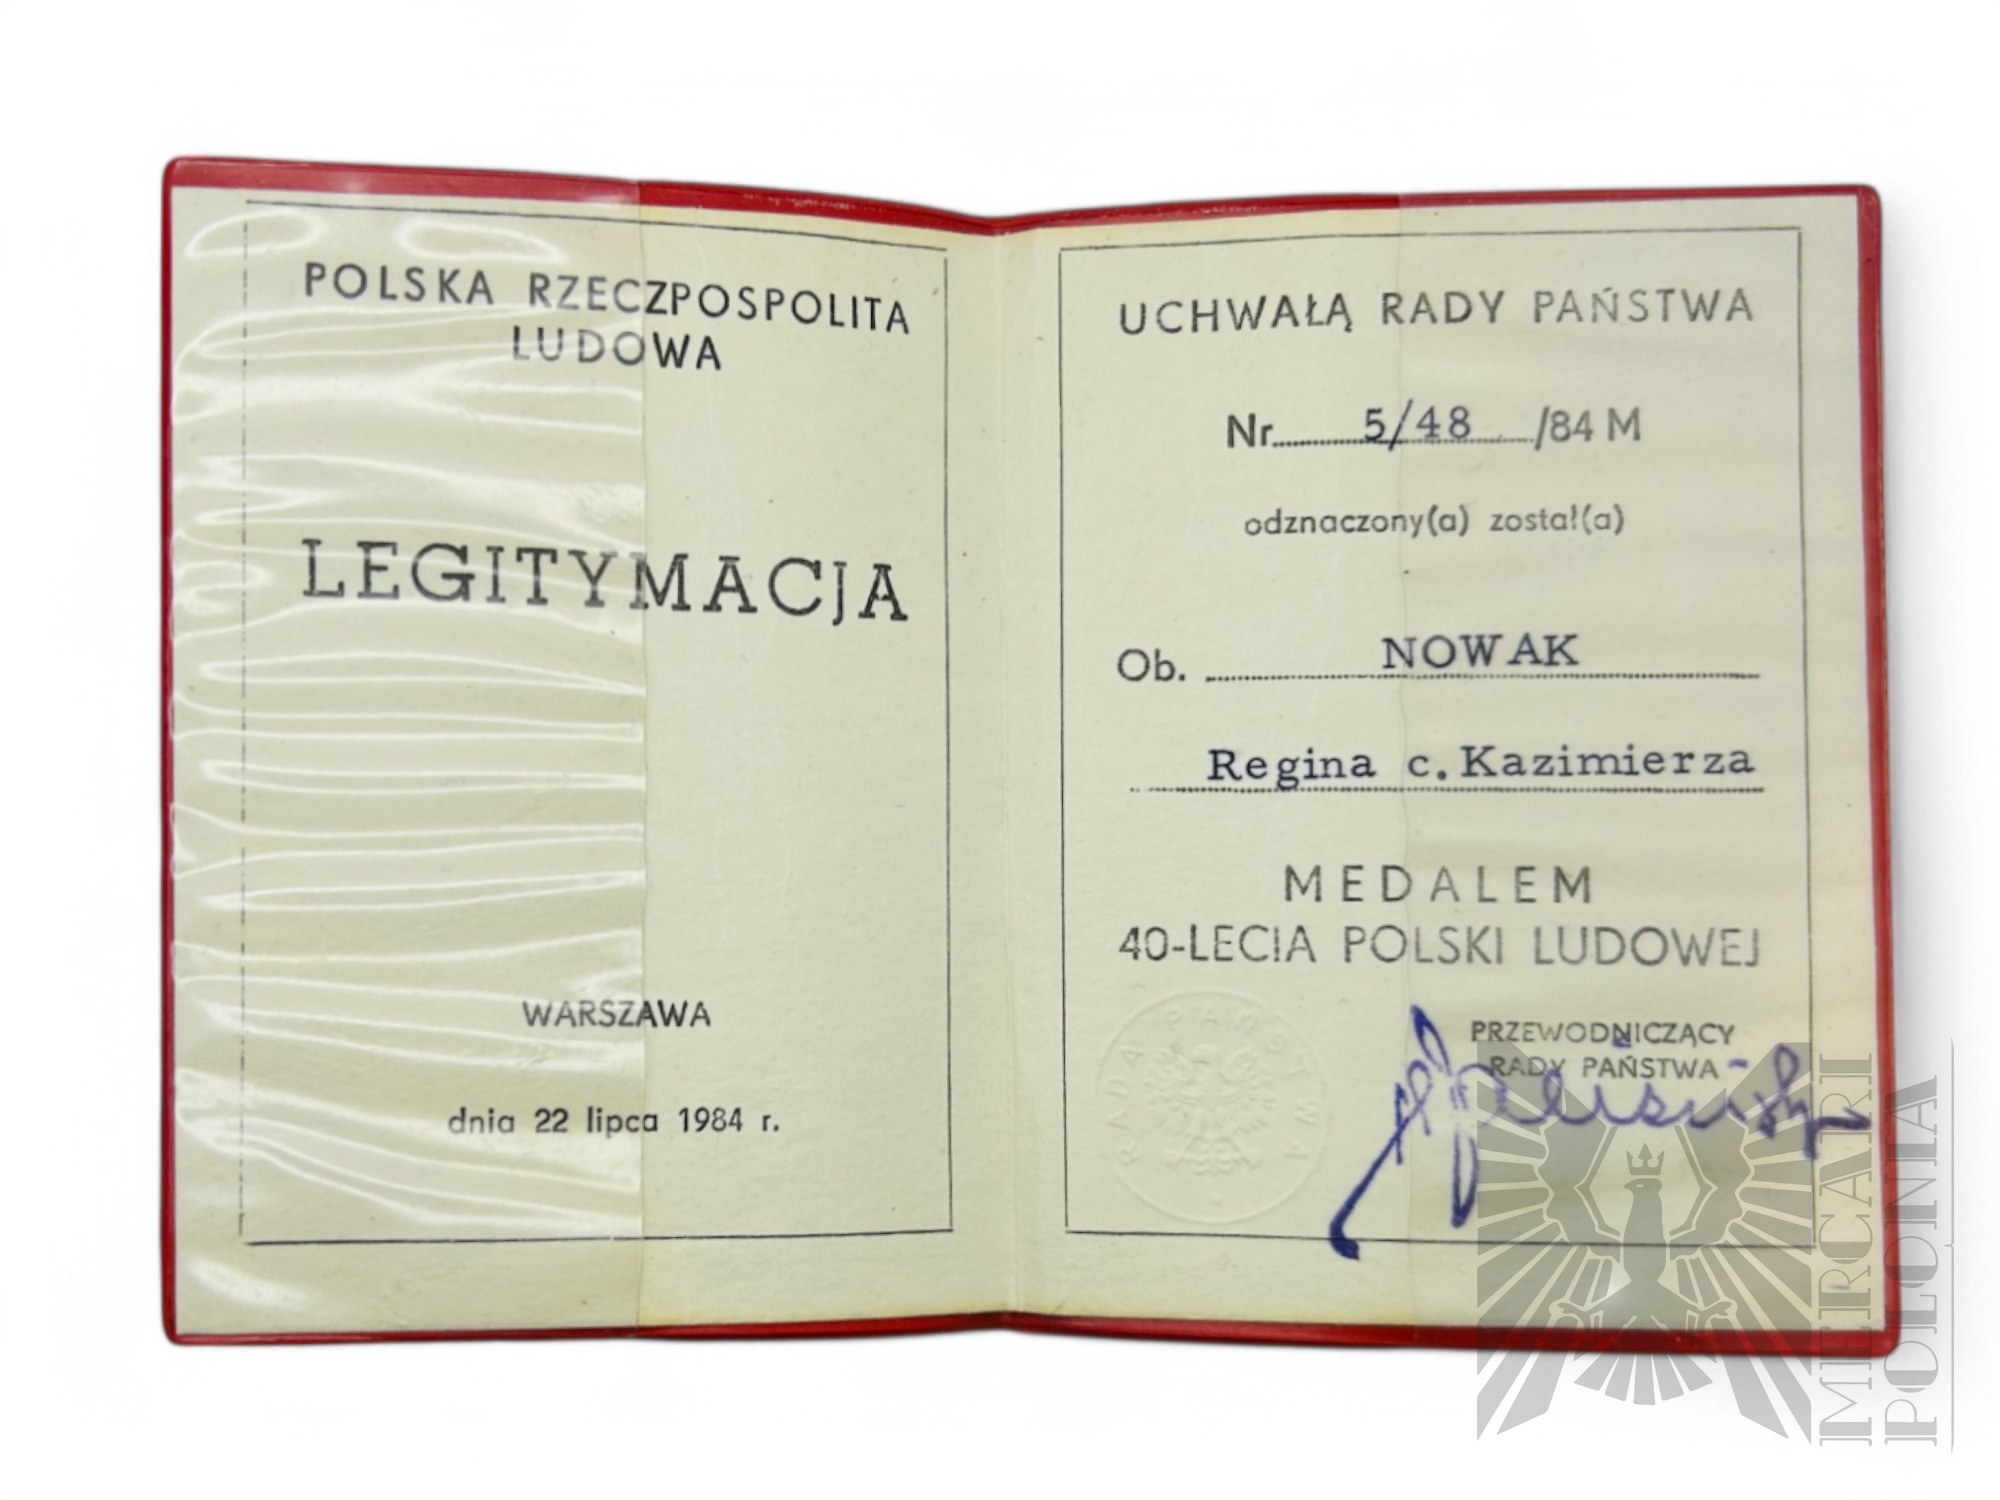 POLSKA RZECZPOSPOLITA
LUDOWA
LEGITYMACJA
WARSZAWA
dnia 22 lipca 1984 r.
UCHWAŁĄ RADY PAŃSTWA
Nr 5/48 /84 M
odznaczony(a) został(a)
Ob. NOWAK
Regina c.Kazimierza
MEDALEM
40-LECIA POLSKI LUDOWEJ
PRZEWODNICZĄCY
RADY PAŃSTWA
RADA PAŃSTWA
MIERCARI
POLONIA